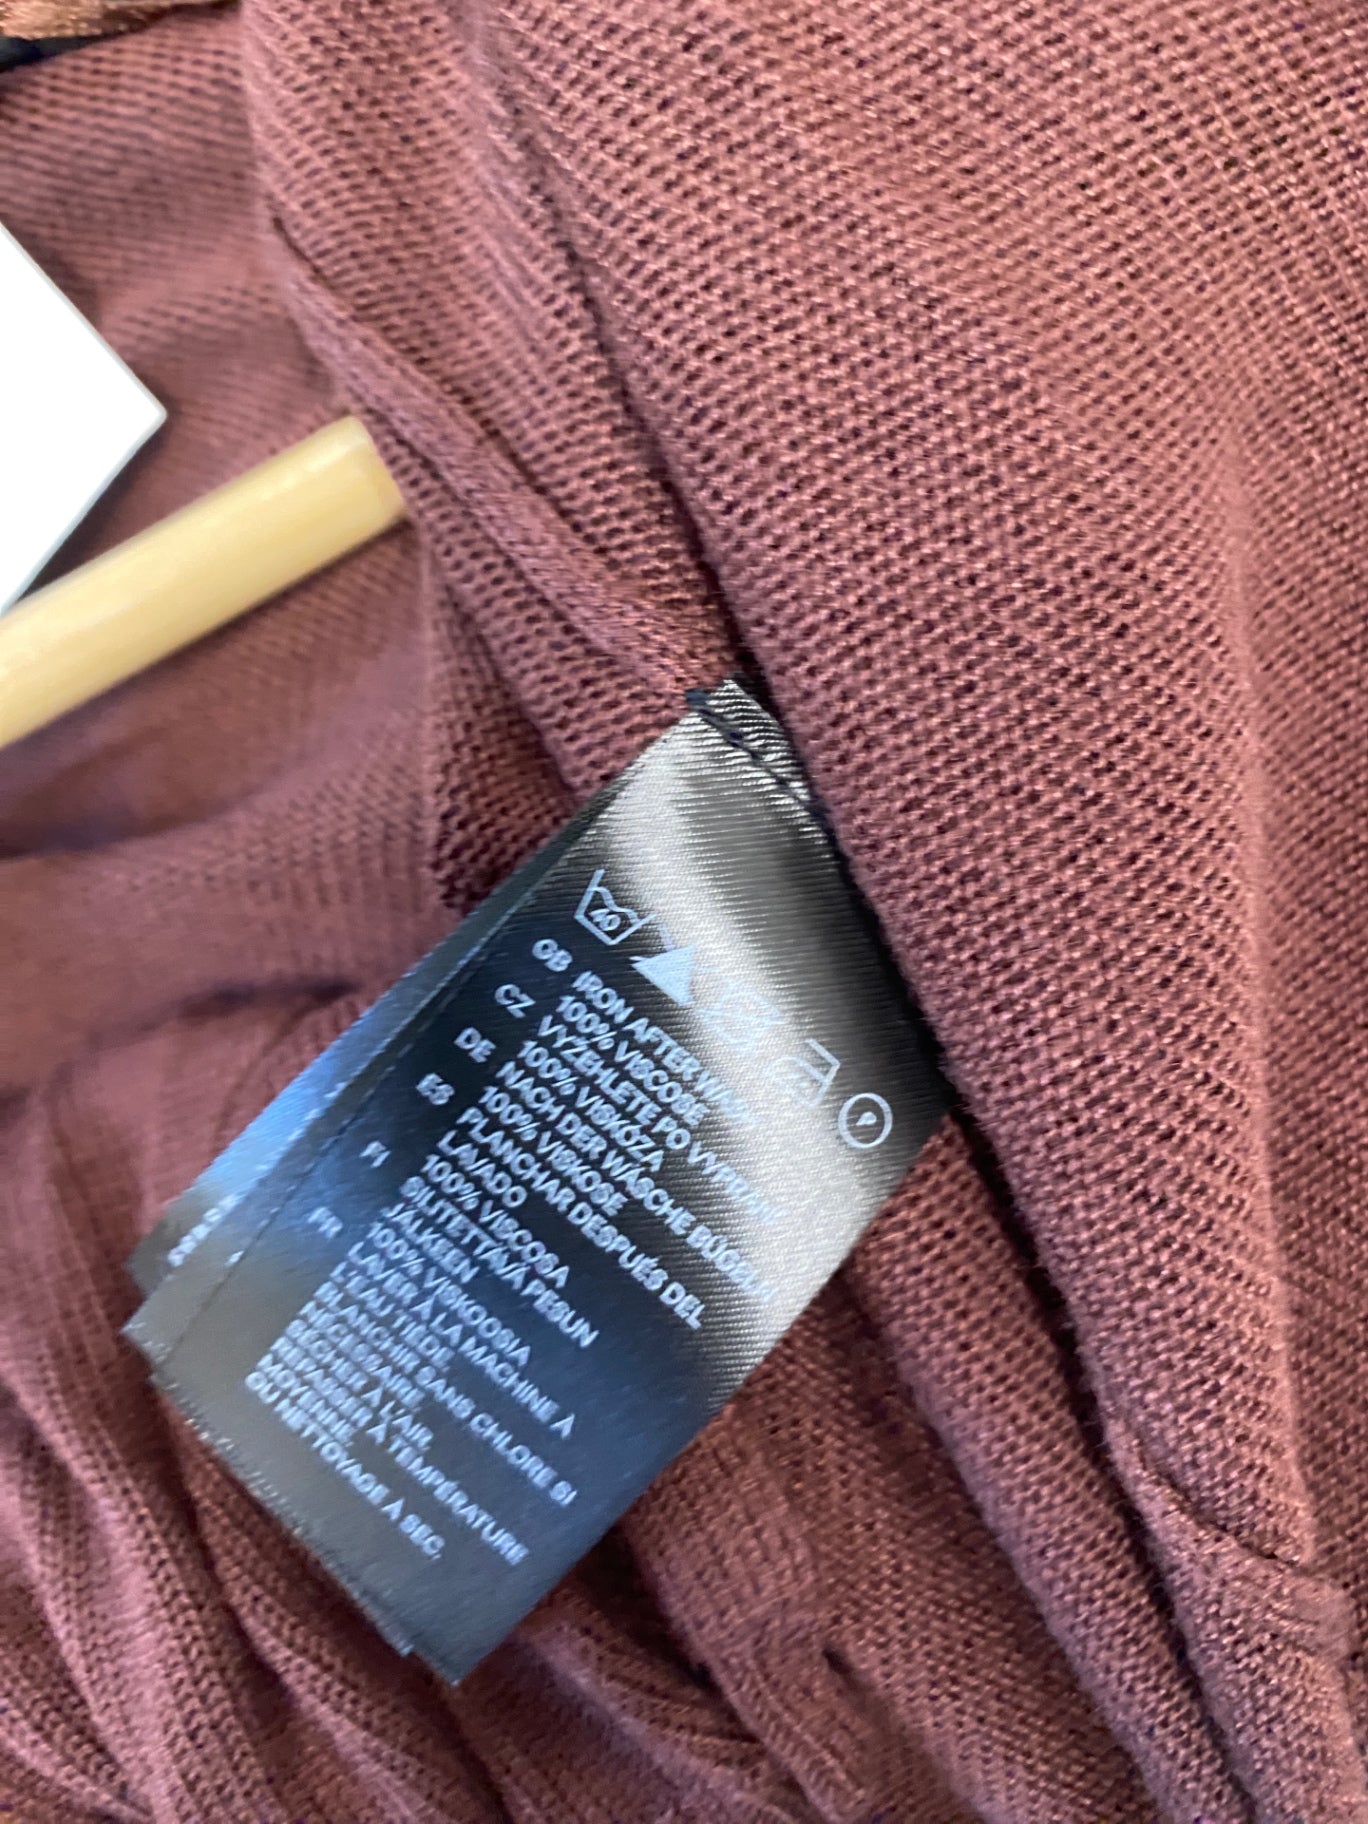 40
P
GB IRON AFTER WASH
100% VISCOSE
CZ VYŽEHLETE PO VYPRÁNÍ
100% VISKÓZA
DE NACH DER WÄSCHE BÜGELN
100% VISKOSE
ES PLANCHAR DESPUÉS DEL
LAVADO
100% VISCOSA
FI SILITETTÄVÄ PESUN
JÄLKEEN
100% VISKOOSIA
FR LAVER À LA MACHINE À
L'EAU TIÈDE
BLANCHIR SANS CHLORE SI
NÉCESSAIRE
SÉCHER À L'AIR.
REPASSER À TEMPÉRATURE
MOYENNE.
OU NETTOYAGE À SEC.